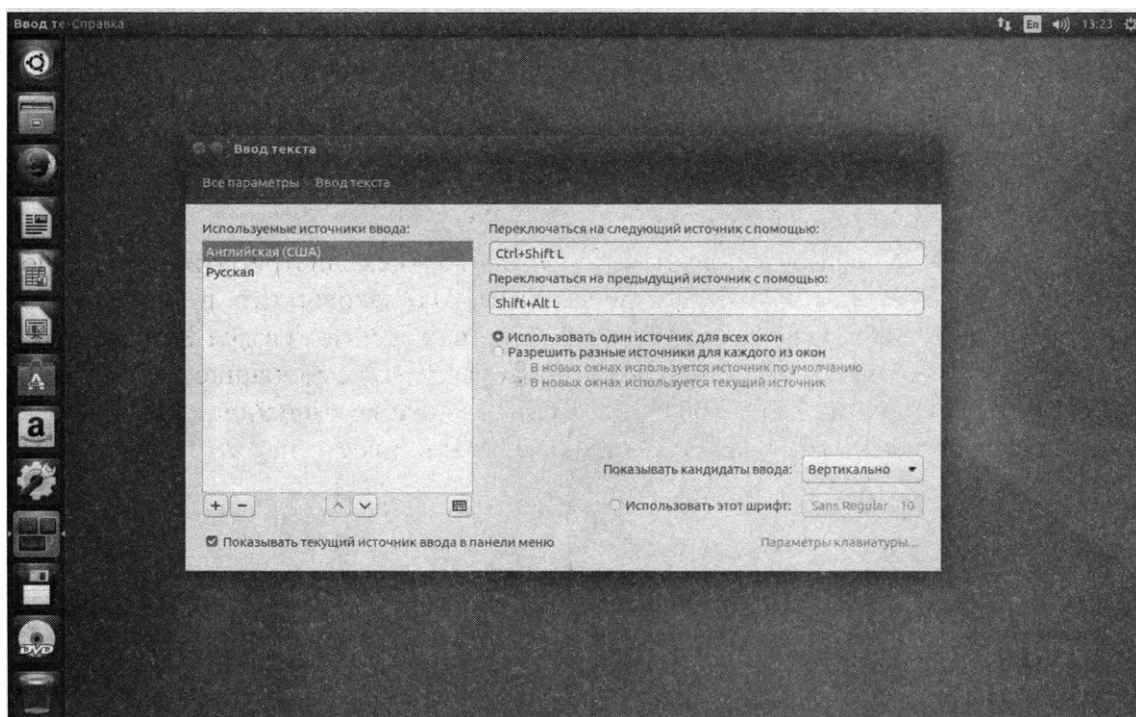 Ввод те Справка
En 13:23
Ввод текста
Все параметры Ввод текста
Используемые источники ввода:
Английская (США)
Русская
Переключаться на следующий источник с помощью:
Ctrl+Shift L
Переключаться на предыдущий источник с помощью:
Shift+Alt L
Использовать один источник для всех окон
Разрешить разные источники для каждого из окон
В новых окнах используется источник по умолчанию
В новых окнах используется текущий источник
Показывать кандидаты ввода: Вертикально
Использовать этот шрифт: Sans Regular 10
Показывать текущий источник ввода в панели меню
Параметры клавиатуры...
a
DVD